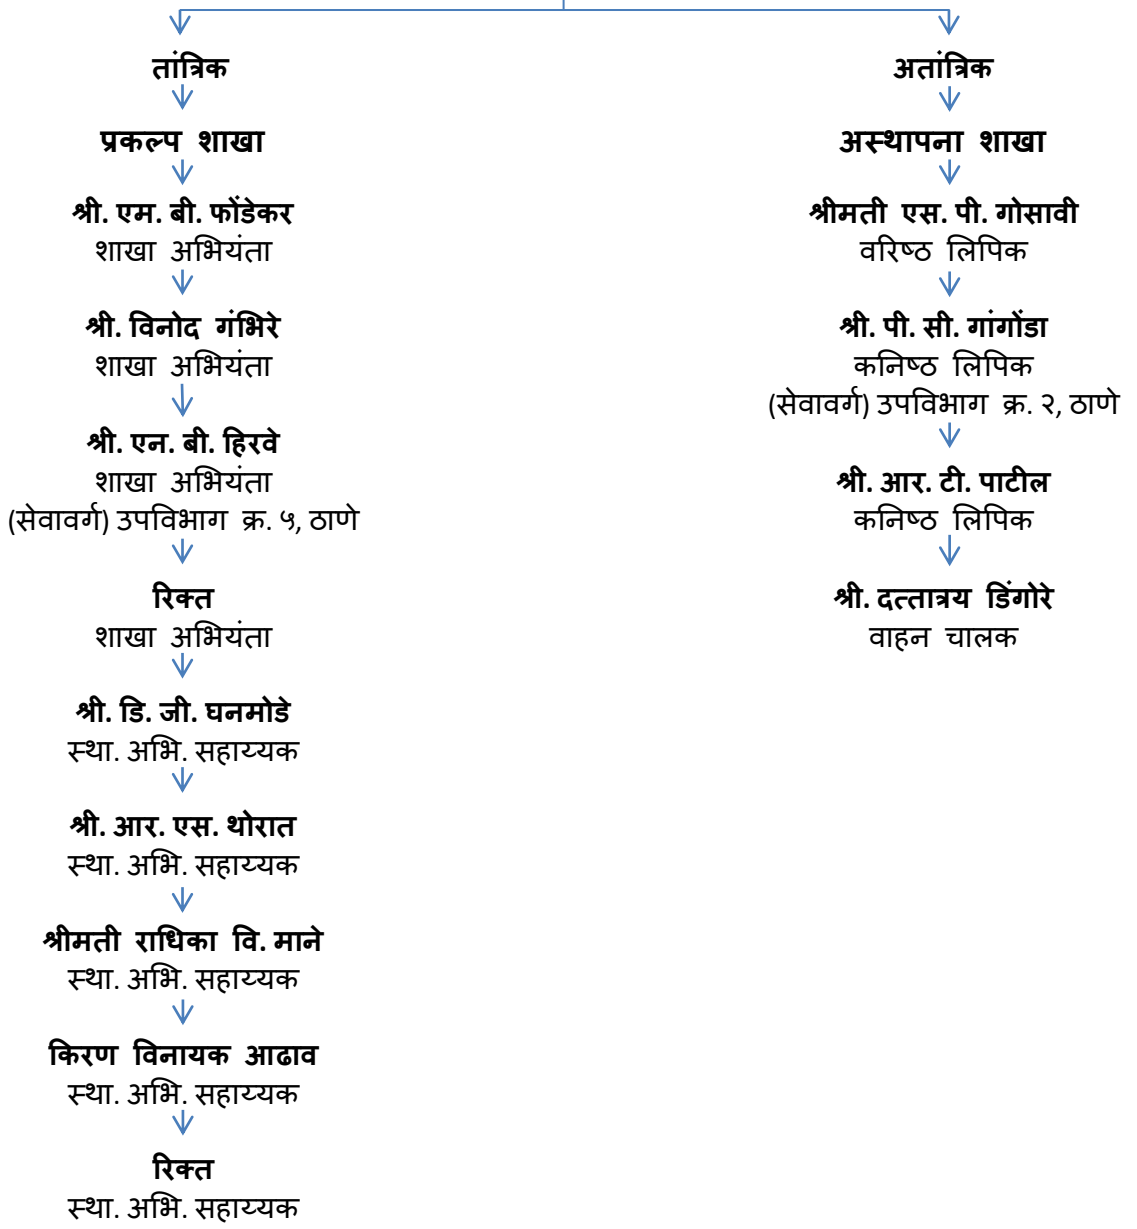 तांत्रिक
प्रकल्प शाखा
श्री. एम. बी. फोंडेकर
शाखा अभियंता
श्री. विनोद गंभिरे
शाखा अभियंता
श्री. एन. बी. हिरवे
शाखा अभियंता
(सेवावर्ग) उपविभाग क्र. ५, ठाणे
रिक्त
शाखा अभियंता
श्री. डि. जी. घनमोडे
स्था. अभि. सहाय्यक
श्री. आर. एस. थोरात
स्था. अभि. सहाय्यक
श्रीमती राधिका वि. माने
स्था. अभि. सहाय्यक
किरण विनायक आढाव
स्था. अभि. सहाय्यक
रिक्त
स्था. अभि. सहाय्यक
अतांत्रिक
अस्थापना शाखा
श्रीमती एस. पी. गोसावी
वरिष्ठ लिपिक
श्री. पी. सी. गांगोंडा
कनिष्ठ लिपिक
(सेवावर्ग) उपविभाग क्र. २, ठाणे
श्री. आर. टी. पाटील
कनिष्ठ लिपिक
श्री. दत्तात्रय डिंगोरे
वाहन चालक